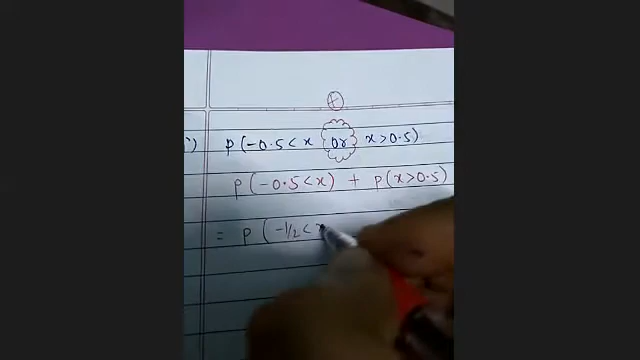 +
i) P(-0.5<x or x>0.5)
P(-0.5<x) + P(x>0.5)
= P(-1/2<x